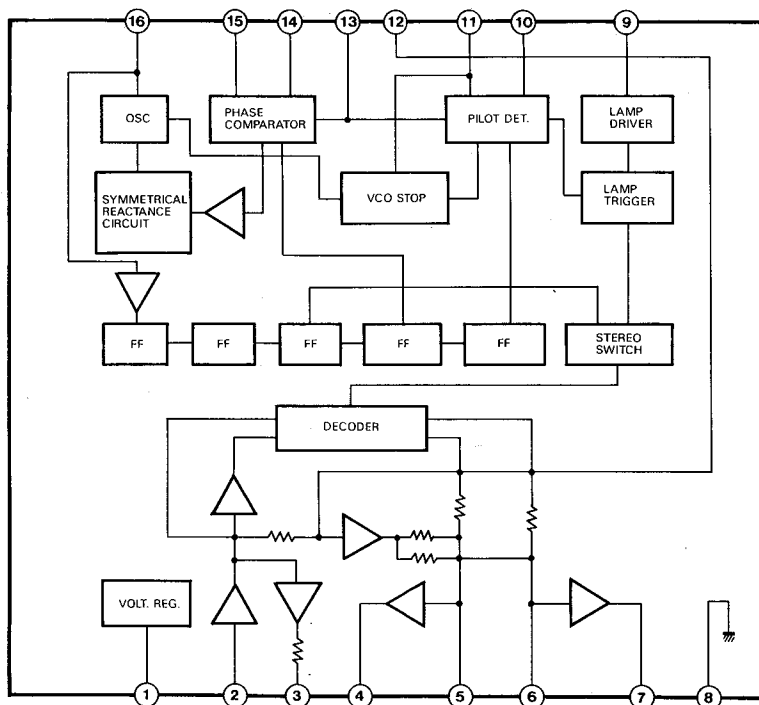 16 15 14 13 12 11 10 9
OSC
PHASE
COMPARATOR
PILOT DET.
LAMP
DRIVER
SYMMETRICAL
REACTANCE
CIRCUIT
VCO STOP
LAMP
TRIGGER
FF FF FF FF FF
STEREO
SWITCH
DECODER
VOLT. REG.
1 2 3 4 5 6 7 8